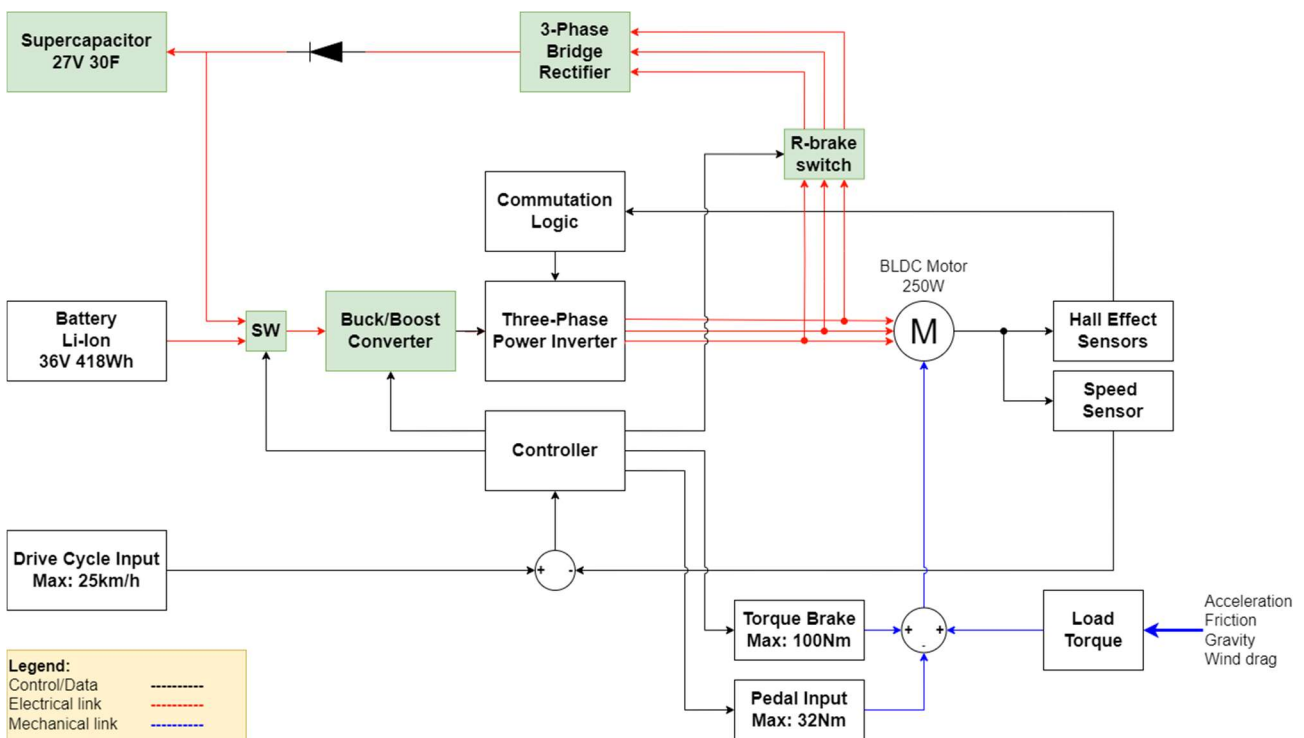 Supercapacitor
27V 30F
3-Phase
Bridge
Rectifier
R-brake
switch
Commutation
Logic
BLDC Motor
250W
Battery
Li-Ion
36V 418Wh
SW
Buck/Boost
Converter
Three-Phase
Power Inverter
M
Hall Effect
Sensors
Speed
Sensor
Controller
Drive Cycle Input
Max: 25km/h
+
-
Torque Brake
Max: 100Nm
+
+
-
Load
Torque
Acceleration
Friction
Gravity
Wind drag
Pedal Input
Max: 32Nm
Legend:
Control/Data
Electrical link
Mechanical link